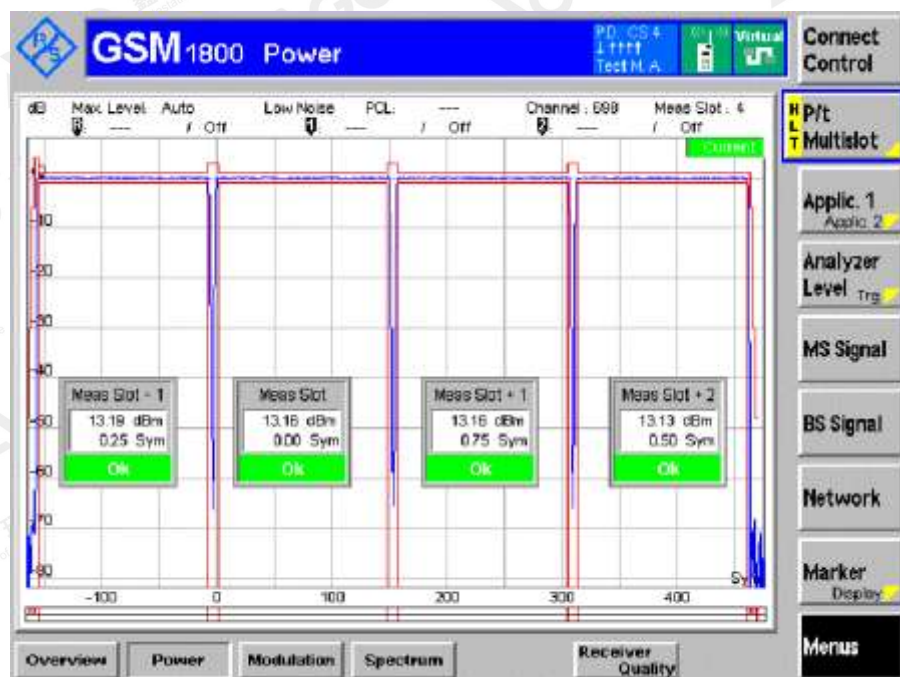 R&S
GSM 1800 Power
PD: CS 4
Test M. A
Virtual
Connect Control
dB Max. Level: Auto Low Noise PCL: --- Channel : 698 Meas Slot : 4
--- / Off --- / Off --- / Off
Current
HLT
P/t Multislot
Applic. 1
Applic. 2
Analyzer Level
Trg.
MS Signal
BS Signal
Network
Marker
Display
Menus
-10
-20
-30
-40
-50
-60
-70
-80
Meas Slot - 1
13.19 dBm
0.25 Sym
Ok
Meas Slot
13.16 dBm
0.00 Sym
Ok
Meas Slot + 1
13.16 dBm
0.75 Sym
Ok
Meas Slot + 2
13.13 dBm
0.50 Sym
Ok
-100 0 100 200 300 400
Overview Power Modulation Spectrum Receiver Quality